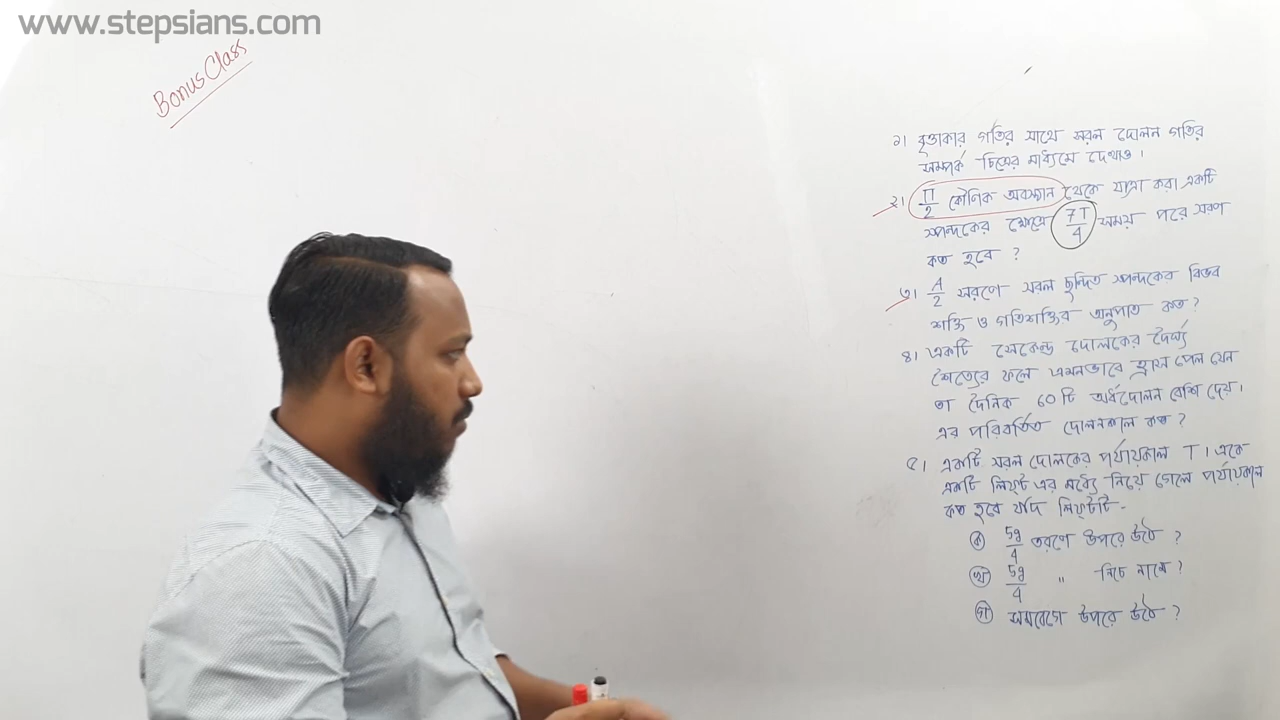 www.stepsians.com
Bonus Class
১। বৃত্তাকার গতির সাথে সরল দোলন গতির
সম্পর্ক চিত্রের মাধ্যমে দেখাও।
২। π/2 কৌণিক অবস্থান থেকে যাত্রা করা একটি
স্পন্দকের ক্ষেত্রে 7T/4 সময় পরে সরণ
কত হবে ?
৩। A/2 সরণে সরল ছন্দিত স্পন্দকের বিভব
শক্তি ও গতিশক্তির অনুপাত কত ?
৪। একটি সেকেন্ড দোলকের দৈর্ঘ্য
শৈত্যের ফলে এমনভাবে হ্রাস পেল যেন
তা দৈনিক ৬০ টি অর্ধদোলন বেশি দেয়।
এর পরিবর্তিত দোলনকাল কত ?
৫। একটি সরল দোলকের পর্যায়কাল T। একে
একটি লিফ্ট এর মধ্যে নিয়ে গেলে পর্যায়কাল
কত হবে যদি লিফ্টটি -
ক) 5g/4 ত্বরণে উপরে উঠে ?
খ) 5g/4 " নিচে নামে ?
গ) সমবেগে উপরে উঠে ?